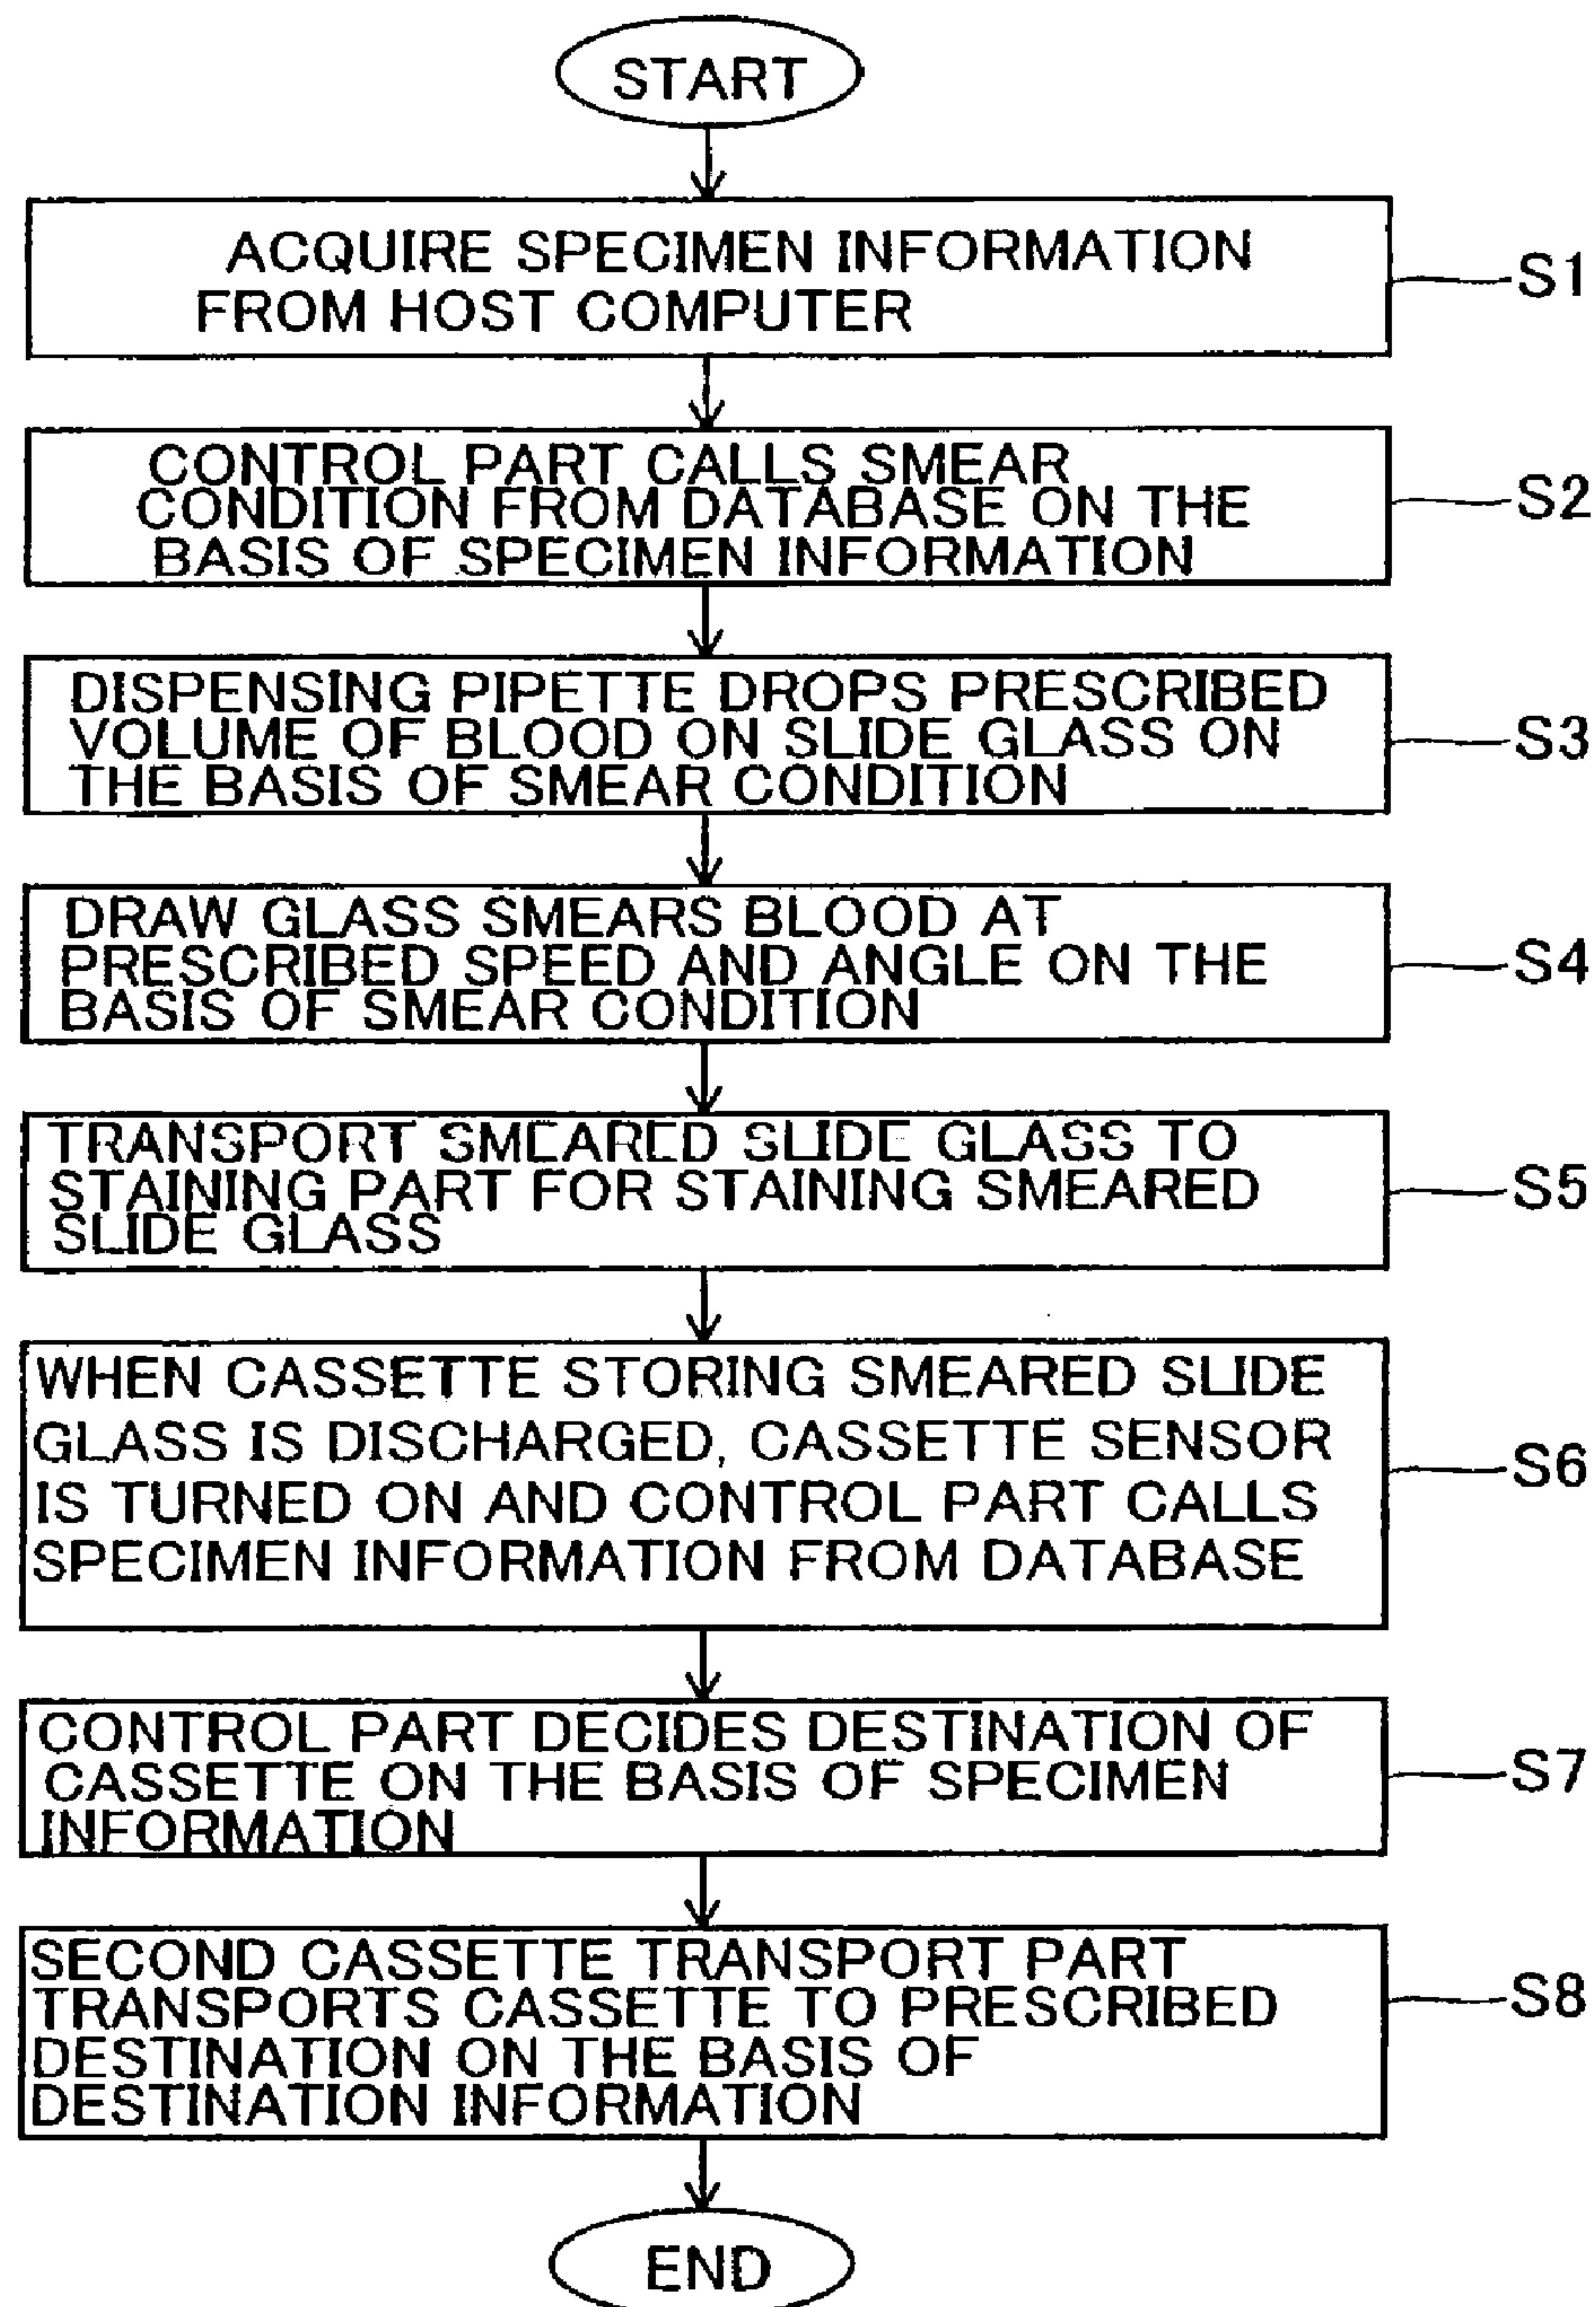 START
ACQUIRE SPECIMEN INFORMATION
FROM HOST COMPUTER
S1
CONTROL PART CALLS SMEAR
CONDITION FROM DATABASE ON THE
BASIS OF SPECIMEN INFORMATION
S2
DISPENSING PIPETTE DROPS PRESCRIBED
VOLUME OF BLOOD ON SLIDE GLASS ON
THE BASIS OF SMEAR CONDITION
S3
DRAW GLASS SMEARS BLOOD AT
PRESCRIBED SPEED AND ANGLE ON THE
BASIS OF SMEAR CONDITION
S4
TRANSPORT SMEARED SLIDE GLASS TO
STAINING PART FOR STAINING SMEARED
SLIDE GLASS
S5
WHEN CASSETTE STORING SMEARED SLIDE
GLASS IS DISCHARGED, CASSETTE SENSOR
IS TURNED ON AND CONTROL PART CALLS
SPECIMEN INFORMATION FROM DATABASE
S6
CONTROL PART DECIDES DESTINATION OF
CASSETTE ON THE BASIS OF SPECIMEN
INFORMATION
S7
SECOND CASSETTE TRANSPORT PART
TRANSPORTS CASSETTE TO PRESCRIBED
DESTINATION ON THE BASIS OF
DESTINATION INFORMATION
S8
END